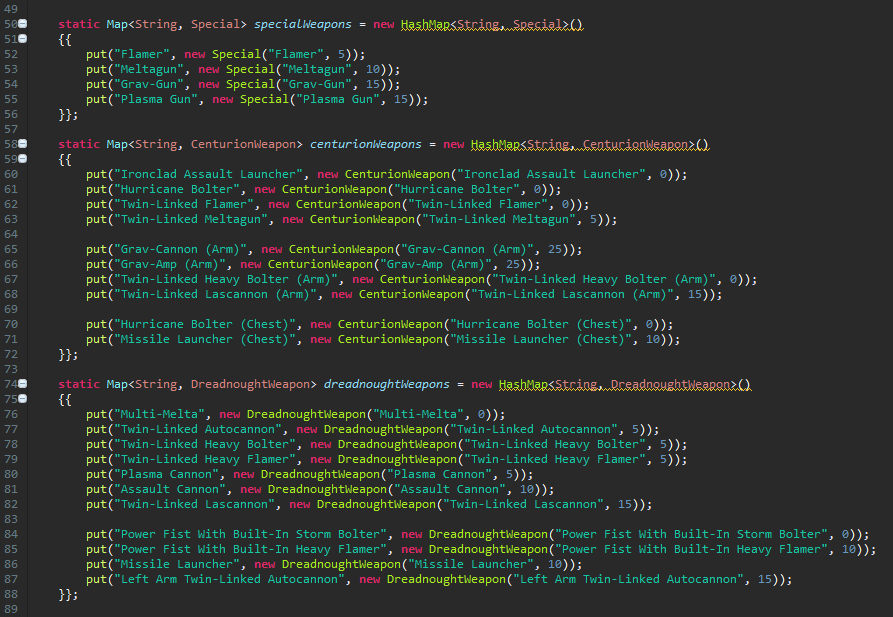 49
50 static Map<String, Special> specialWeapons = new HashMap<String, Special>()
51 {{
52 put("Flamer", new Special("Flamer", 5));
53 put("Meltagun", new Special("Meltagun", 10));
54 put("Grav-Gun", new Special("Grav-Gun", 15));
55 put("Plasma Gun", new Special("Plasma Gun", 15));
56 }};
57
58 static Map<String, CenturionWeapon> centurionWeapons = new HashMap<String, CenturionWeapon>()
59 {{
60 put("Ironclad Assault Launcher", new CenturionWeapon("Ironclad Assault Launcher", 0));
61 put("Hurricane Bolter", new CenturionWeapon("Hurricane Bolter", 0));
62 put("Twin-Linked Flamer", new CenturionWeapon("Twin-Linked Flamer", 0));
63 put("Twin-Linked Meltagun", new CenturionWeapon("Twin-Linked Meltagun", 5));
64
65 put("Grav-Cannon (Arm)", new CenturionWeapon("Grav-Cannon (Arm)", 25));
66 put("Grav-Amp (Arm)", new CenturionWeapon("Grav-Amp (Arm)", 25));
67 put("Twin-Linked Heavy Bolter (Arm)", new CenturionWeapon("Twin-Linked Heavy Bolter (Arm)", 0));
68 put("Twin-Linked Lascannon (Arm)", new CenturionWeapon("Twin-Linked Lascannon (Arm)", 15));
69
70 put("Hurricane Bolter (Chest)", new CenturionWeapon("Hurricane Bolter (Chest)", 0));
71 put("Missile Launcher (Chest)", new CenturionWeapon("Missile Launcher (Chest)", 10));
72 }};
73
74 static Map<String, DreadnoughtWeapon> dreadnoughtWeapons = new HashMap<String, DreadnoughtWeapon>()
75 {{
76 put("Multi-Melta", new DreadnoughtWeapon("Multi-Melta", 0));
77 put("Twin-Linked Autocannon", new DreadnoughtWeapon("Twin-Linked Autocannon", 5));
78 put("Twin-Linked Heavy Bolter", new DreadnoughtWeapon("Twin-Linked Heavy Bolter", 5));
79 put("Twin-Linked Heavy Flamer", new DreadnoughtWeapon("Twin-Linked Heavy Flamer", 5));
80 put("Plasma Cannon", new DreadnoughtWeapon("Plasma Cannon", 5));
81 put("Assault Cannon", new DreadnoughtWeapon("Assault Cannon", 10));
82 put("Twin-Linked Lascannon", new DreadnoughtWeapon("Twin-Linked Lascannon", 15));
83
84 put("Power Fist With Built-In Storm Bolter", new DreadnoughtWeapon("Power Fist With Built-In Storm Bolter", 0));
85 put("Power Fist With Built-In Heavy Flamer", new DreadnoughtWeapon("Power Fist With Built-In Heavy Flamer", 10));
86 put("Missile Launcher", new DreadnoughtWeapon("Missile Launcher", 10));
87 put("Left Arm Twin-Linked Autocannon", new DreadnoughtWeapon("Left Arm Twin-Linked Autocannon", 15));
88 }};
89